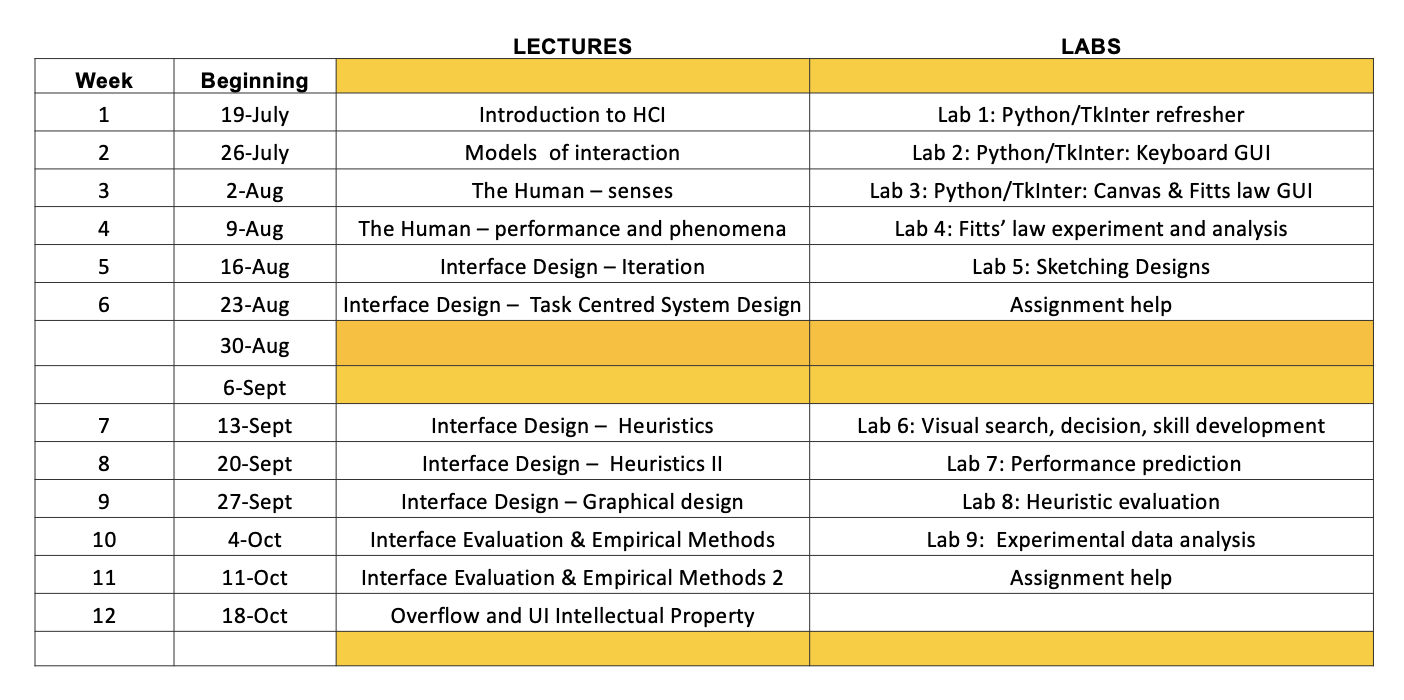 LECTURES LABS
Week Beginning
1 19-July Introduction to HCI Lab 1: Python/TkInter refresher
2 26-July Models of interaction Lab 2: Python/TkInter: Keyboard GUI
3 2-Aug The Human – senses Lab 3: Python/TkInter: Canvas & Fitts law GUI
4 9-Aug The Human – performance and phenomena Lab 4: Fitts’ law experiment and analysis
5 16-Aug Interface Design – Iteration Lab 5: Sketching Designs
6 23-Aug Interface Design – Task Centred System Design Assignment help
30-Aug
6-Sept
7 13-Sept Interface Design – Heuristics Lab 6: Visual search, decision, skill development
8 20-Sept Interface Design – Heuristics II Lab 7: Performance prediction
9 27-Sept Interface Design – Graphical design Lab 8: Heuristic evaluation
10 4-Oct Interface Evaluation & Empirical Methods Lab 9: Experimental data analysis
11 11-Oct Interface Evaluation & Empirical Methods 2 Assignment help
12 18-Oct Overflow and UI Intellectual Property